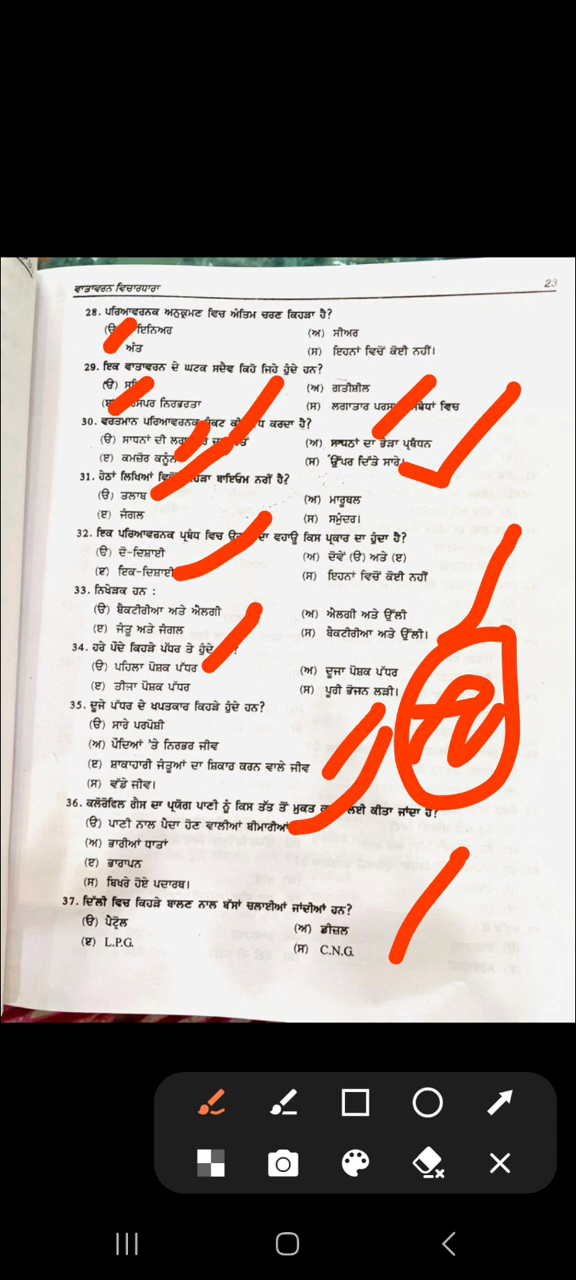 ਵਾਤਾਵਰਨ ਵਿਚਾਰਧਾਰਾ 23
28. ਪਰਿਆਵਰਨਕ ਅਨੁਕ੍ਰਮਣ ਵਿਚ ਅੰਤਿਮ ਚਰਣ ਕਿਹੜਾ ਹੈ?
(ਅ) ਸੀਅਰ
ਅੰਤ (ਸ) ਇਹਨਾਂ ਵਿਚੋਂ ਕੋਈ ਨਹੀਂ।
29. ਇਕ ਵਾਤਾਵਰਨ ਦੇ ਘਟਕ ਸਦੈਵ ਕਿਹੋ ਜਿਹੇ ਹੁੰਦੇ ਹਨ?
(ੳ) (ਅ) ਗਤੀਸ਼ੀਲ
ਨਿਰਭਰਤਾ (ਸ) ਲਗਾਤਾਰ ਵਿਚ
30. ਵਰਤਮਾਨ ਪਰਿਆਵਰਨਕ ਕਰਦਾ ਹੈ?
(ੳ) ਸਾਧਨਾਂ ਦੀ (ਅ) ਸਾਧਨਾਂ ਦਾ ਭੈੜਾ ਪ੍ਰਬੰਧਨ
(ੲ) ਕਮਜ਼ੋਰ ਕਨੂੰਨ (ਸ) ਉੱਪਰ ਦਿੱਤੇ ਸਾਰੇ।
31. ਹੇਠਾਂ ਲਿਖਿਆਂ ਬਾਇਓਮ ਨਹੀਂ ਹੈ?
(ੳ) ਤਲਾਬ (ਅ) ਮਾਰੂਥਲ
(ੲ) ਜੰਗਲ (ਸ) ਸਮੁੰਦਰ।
32. ਇਕ ਪਰਿਆਵਰਨਕ ਪ੍ਰਬੰਧ ਵਿਚ ਦਾ ਵਹਾਊ ਕਿਸ ਪ੍ਰਕਾਰ ਦਾ ਹੁੰਦਾ ਹੈ?
(ੳ) ਦੋ-ਦਿਸ਼ਾਈ (ਅ) ਦੋਵੇਂ (ੳ) ਅਤੇ (ੲ)
(ੲ) ਇਕ-ਦਿਸ਼ਾਈ (ਸ) ਇਹਨਾਂ ਵਿਚੋਂ ਕੋਈ ਨਹੀਂ
33. ਨਿਖੇੜਕ ਹਨ :
(ੳ) ਬੈਕਟੀਰੀਆ ਅਤੇ ਐਲਗੀ (ਅ) ਐਲਗੀ ਅਤੇ ਉੱਲੀ
(ੲ) ਜੰਤੂ ਅਤੇ ਜੰਗਲ (ਸ) ਬੈਕਟੀਰੀਆ ਅਤੇ ਉੱਲੀ।
34. ਹਰੇ ਪੌਦੇ ਕਿਹੜੇ ਪੱਧਰ ਤੇ ਹੁੰਦੇ
(ੳ) ਪਹਿਲਾ ਪੋਸ਼ਕ ਪੱਧਰ (ਅ) ਦੂਜਾ ਪੋਸ਼ਕ ਪੱਧਰ
(ੲ) ਤੀਜਾ ਪੋਸ਼ਕ ਪੱਧਰ (ਸ) ਪੂਰੀ ਭੋਜਨ ਲੜੀ।
35. ਦੂਜੇ ਪੱਧਰ ਦੇ ਖਪਤਕਾਰ ਕਿਹੜੇ ਹੁੰਦੇ ਹਨ?
(ੳ) ਸਾਰੇ ਪਰਪੋਸ਼ੀ
(ਅ) ਪੌਦਿਆਂ 'ਤੇ ਨਿਰਭਰ ਜੀਵ
(ੲ) ਸ਼ਾਕਾਹਾਰੀ ਜੰਤੂਆਂ ਦਾ ਸ਼ਿਕਾਰ ਕਰਨ ਵਾਲੇ ਜੀਵ
(ਸ) ਵੱਡੇ ਜੀਵ।
36. ਕਲੋਰੋਫਿਲ ਗੈਸ ਦਾ ਪ੍ਰਯੋਗ ਪਾਣੀ ਨੂੰ ਕਿਸ ਤੱਤ ਤੋਂ ਮੁਕਤ ਲਈ ਕੀਤਾ ਜਾਂਦਾ ਹੈ?
(ੳ) ਪਾਣੀ ਨਾਲ ਪੈਦਾ ਹੋਣ ਵਾਲੀਆਂ ਬੀਮਾਰੀਆਂ
(ਅ) ਭਾਰੀਆਂ ਧਾਤਾਂ
(ੲ) ਭਾਰਾਪਨ
(ਸ) ਬਿਖਰੇ ਹੋਏ ਪਦਾਰਥ।
37. ਦਿੱਲੀ ਵਿਚ ਕਿਹੜੇ ਬਾਲਣ ਨਾਲ ਬੱਸਾਂ ਚਲਾਈਆਂ ਜਾਂਦੀਆਂ ਹਨ?
(ੳ) ਪੈਟ੍ਰੋਲ (ਅ) ਡੀਜ਼ਲ
(ੲ) L.P.G. (ਸ) C.N.G.